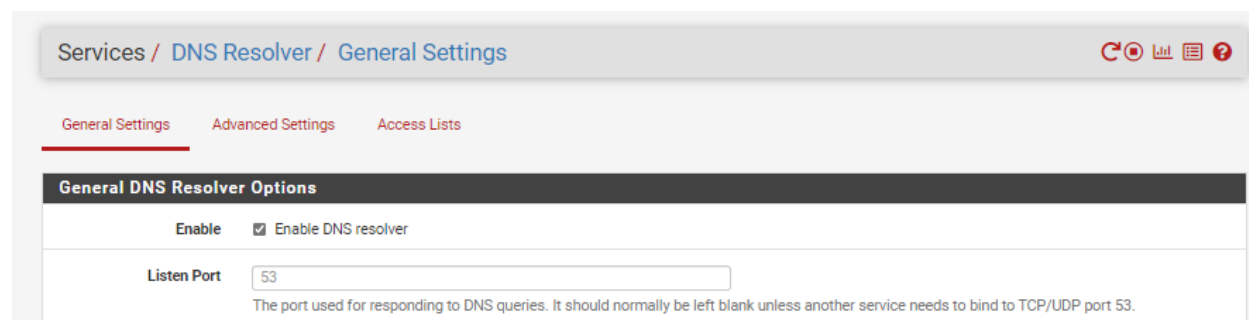 Services / DNS Resolver / General Settings
General Settings Advanced Settings Access Lists
General DNS Resolver Options
Enable Enable DNS resolver
Listen Port 53
The port used for responding to DNS queries. It should normally be left blank unless another service needs to bind to TCP/UDP port 53.